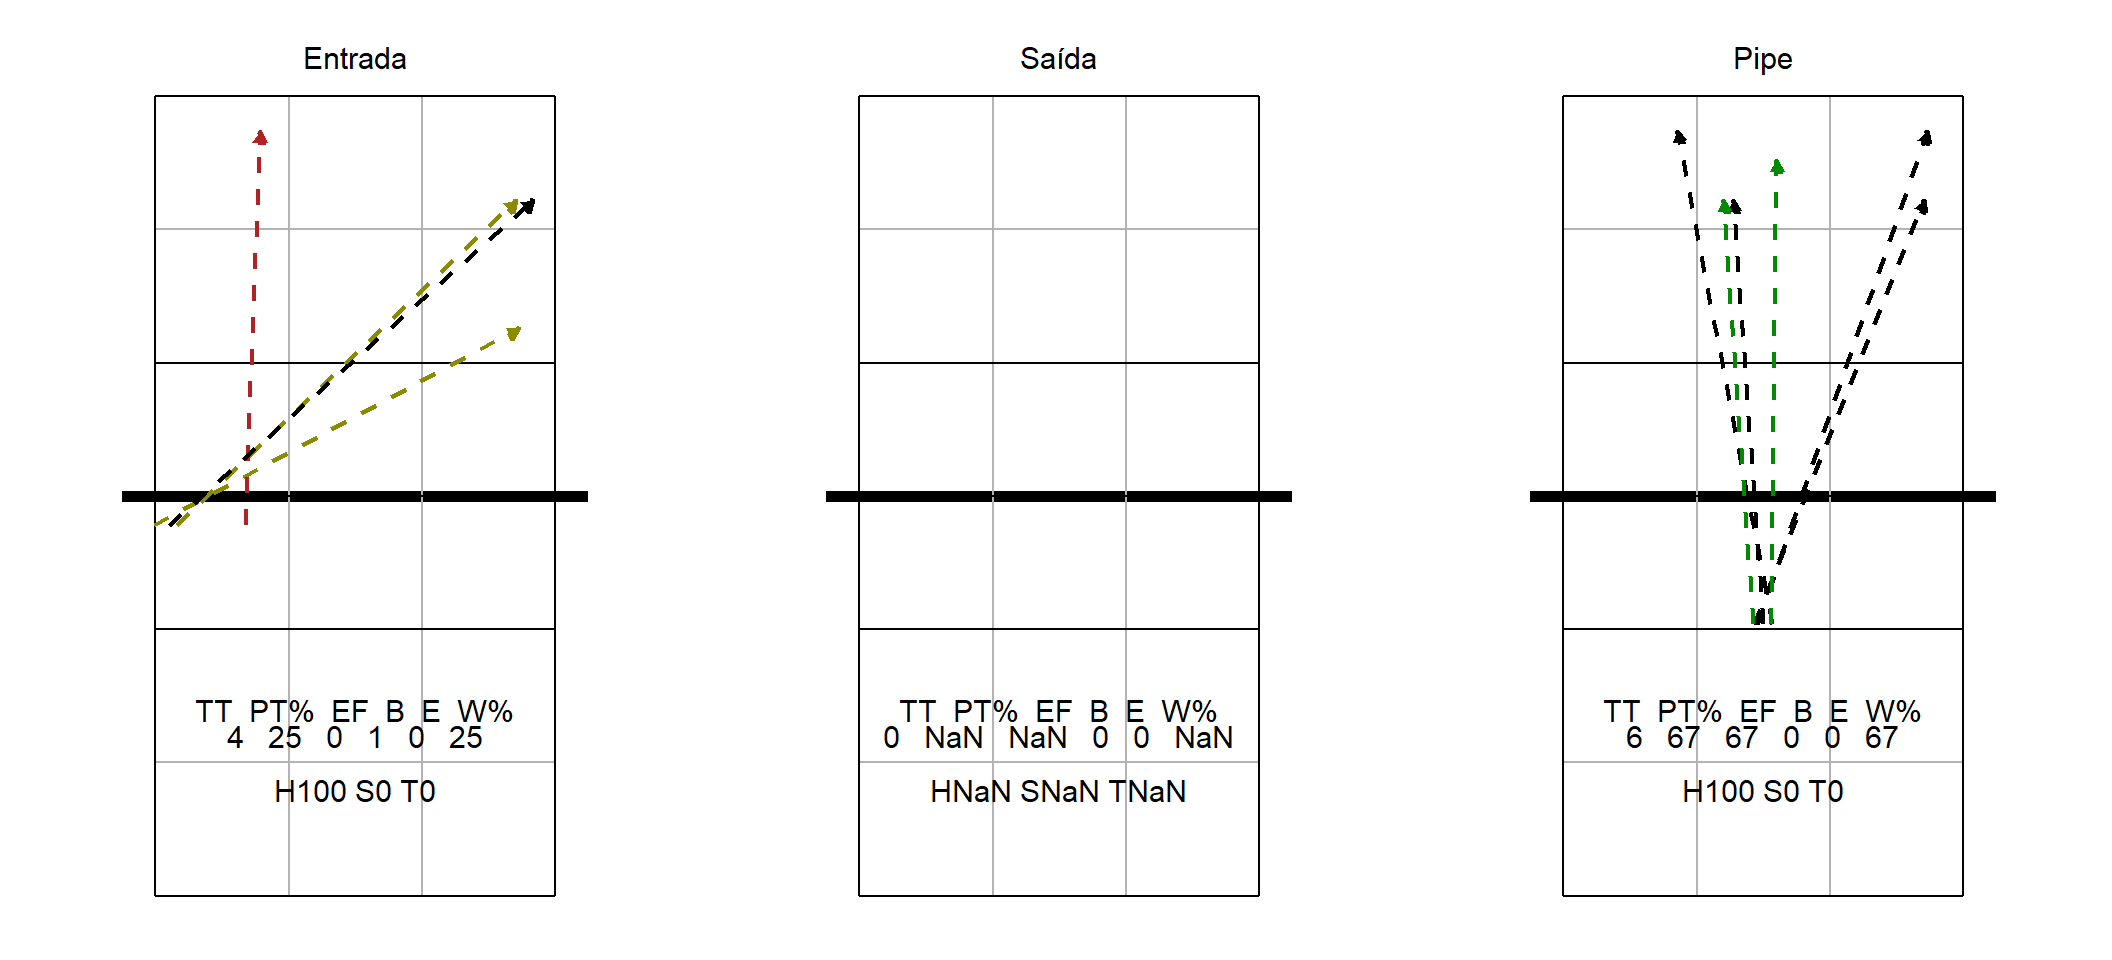 Entrada
TT PT% EF B E W%
4 25 0 1 0 25
H100 S0 T0
Saída
TT PT% EF B E W%
0 NaN NaN 0 0 NaN
HNaN SNaN TNaN
Pipe
TT PT% EF B E W%
6 67 67 0 0 67
H100 S0 T0